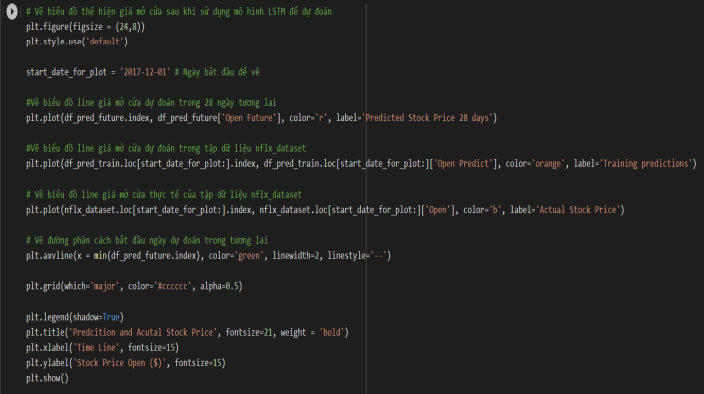 # Vẽ biểu đồ thể hiện giá mở cửa sau khi sử dụng mô hình LSTM để dự đoán
plt.figure(figsize = (24,8))
plt.style.use('default')
start_date_for_plot = '2017-12-01' # Ngày bắt đầu để vẽ
#Vẽ biểu đồ line giá mở cửa dự đoán trong 28 ngày tương lai
plt.plot(df_pred_future.index, df_pred_future['Open Future'], color='r', label='Predicted Stock Price 28 days')
#Vẽ biểu đồ line giá mở cửa dự đoán trong tập dữ liệu nflx_dataset
plt.plot(df_pred_train.loc[start_date_for_plot:].index, df_pred_train.loc[start_date_for_plot:]['Open Predict'], color='orange', label='Training predictions')
# Vẽ biểu đồ line giá mở cửa thực tế của tập dữ liệu nflx_dataset
plt.plot(nflx_dataset.loc[start_date_for_plot:].index, nflx_dataset.loc[start_date_for_plot:]['Open'], color='b', label='Actual Stock Price')
# Vẽ đường phân cách bắt đầu ngày dự đoán trong tương lai
plt.axvline(x = min(df_pred_future.index), color='green', linewidth=2, linestyle='--')
plt.grid(which='major', color='#cccccc', alpha=0.5)
plt.legend(shadow=True)
plt.title('Predcition and Acutal Stock Price', fontsize=21, weight = 'bold')
plt.xlabel('Time Line', fontsize=15)
plt.ylabel('Stock Price Open ($)', fontsize=15)
plt.show()